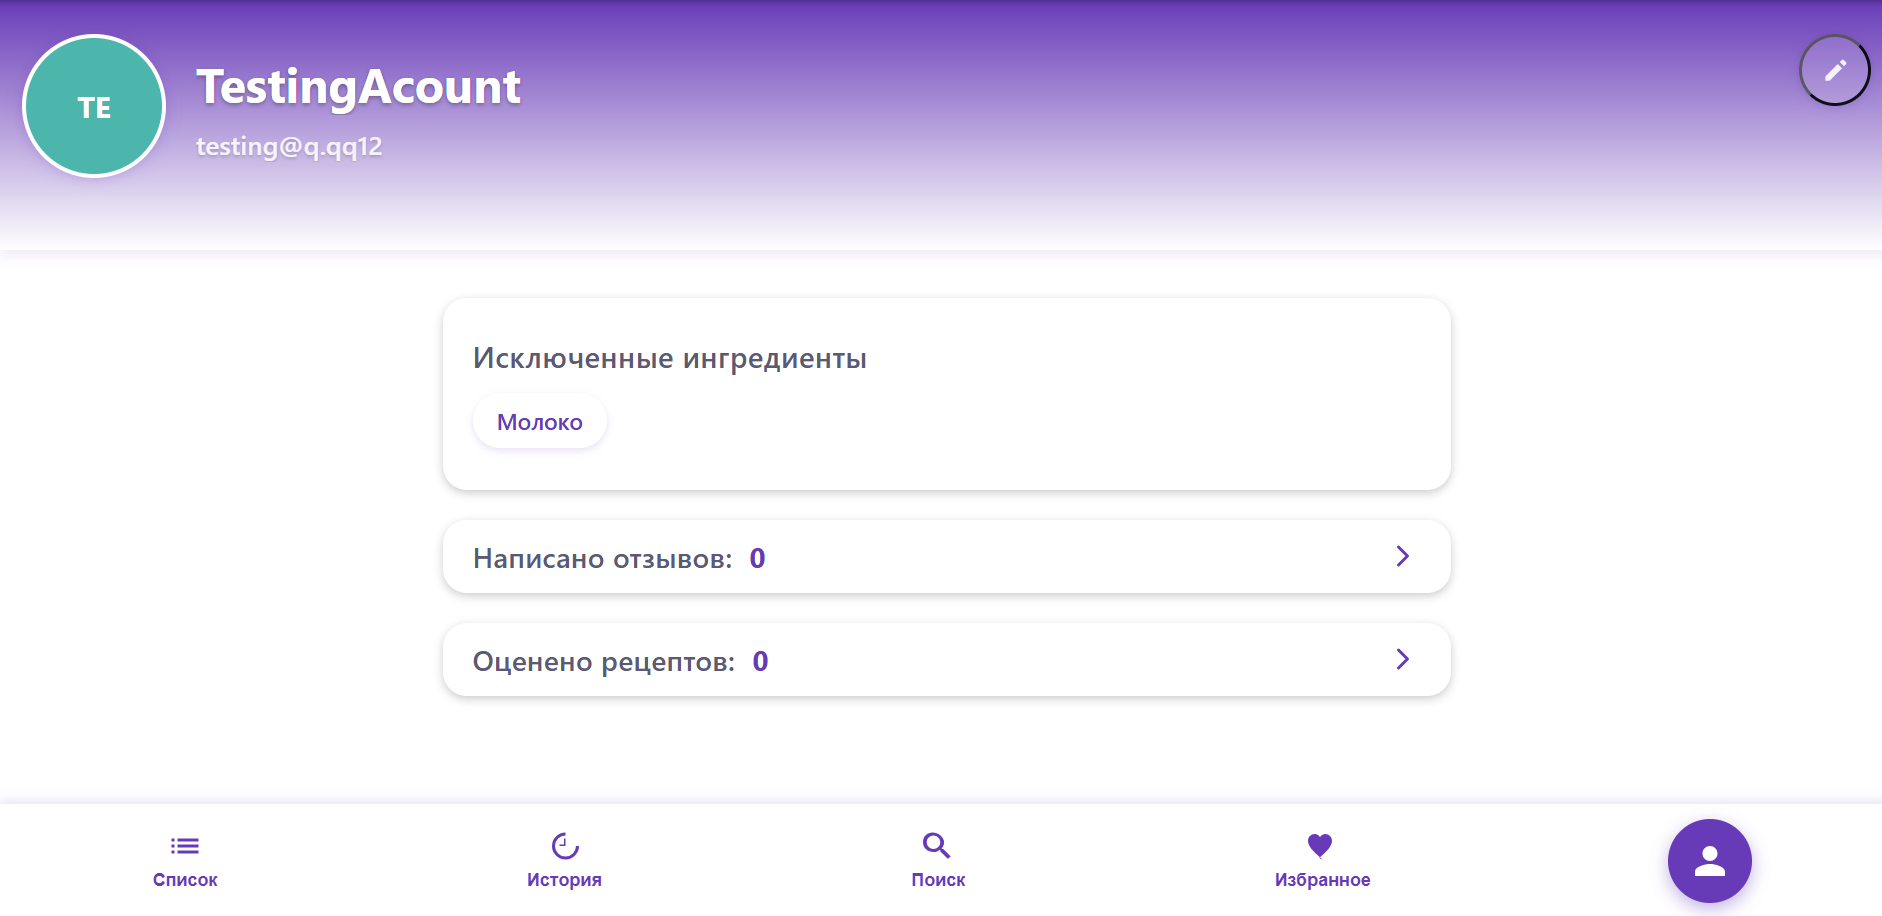 TE
TestingAcount
testing@q.qq12
Исключенные ингредиенты
Молоко
Написано отзывов: 0
Оценено рецептов: 0
Список
История
Поиск
Избранное